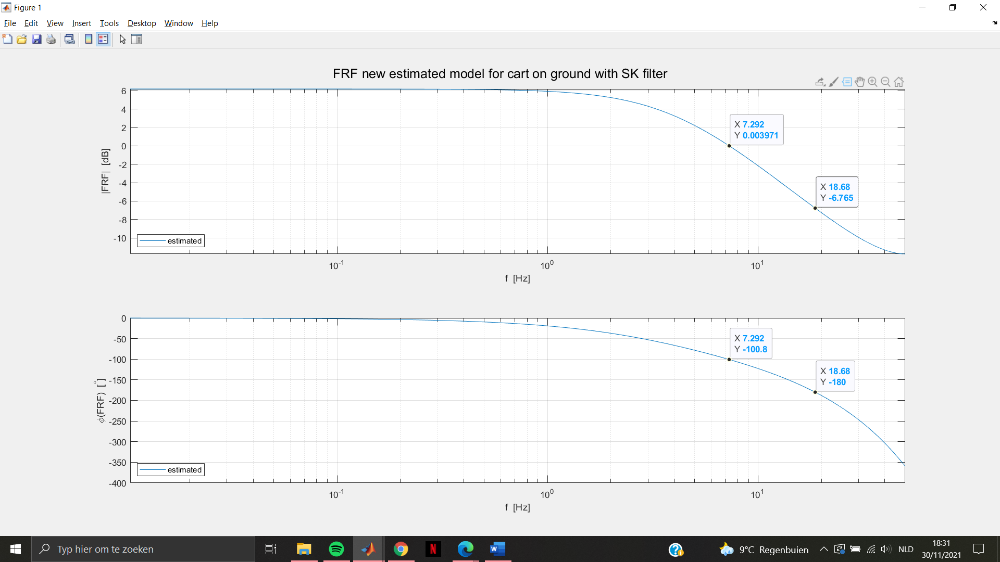 Figure 1
File Edit View Insert Tools Desktop Window Help
FRF new estimated model for cart on ground with SK filter
6
4
2
0
-2
-4
-6
-8
-10
|FRF| [dB]
X 7.292
Y 0.003971
X 18.68
Y -6.765
estimated
10^-1
10^0
10^1
f [Hz]
0
-50
-100
-150
-200
-250
-300
-350
-400
ϕ(FRF) [°]
X 7.292
Y -100.8
X 18.68
Y -180
estimated
10^-1
10^0
10^1
f [Hz]
Typ hier om te zoeken
N
W
9°C Regenbuien
NLD
18:31
30/11/2021